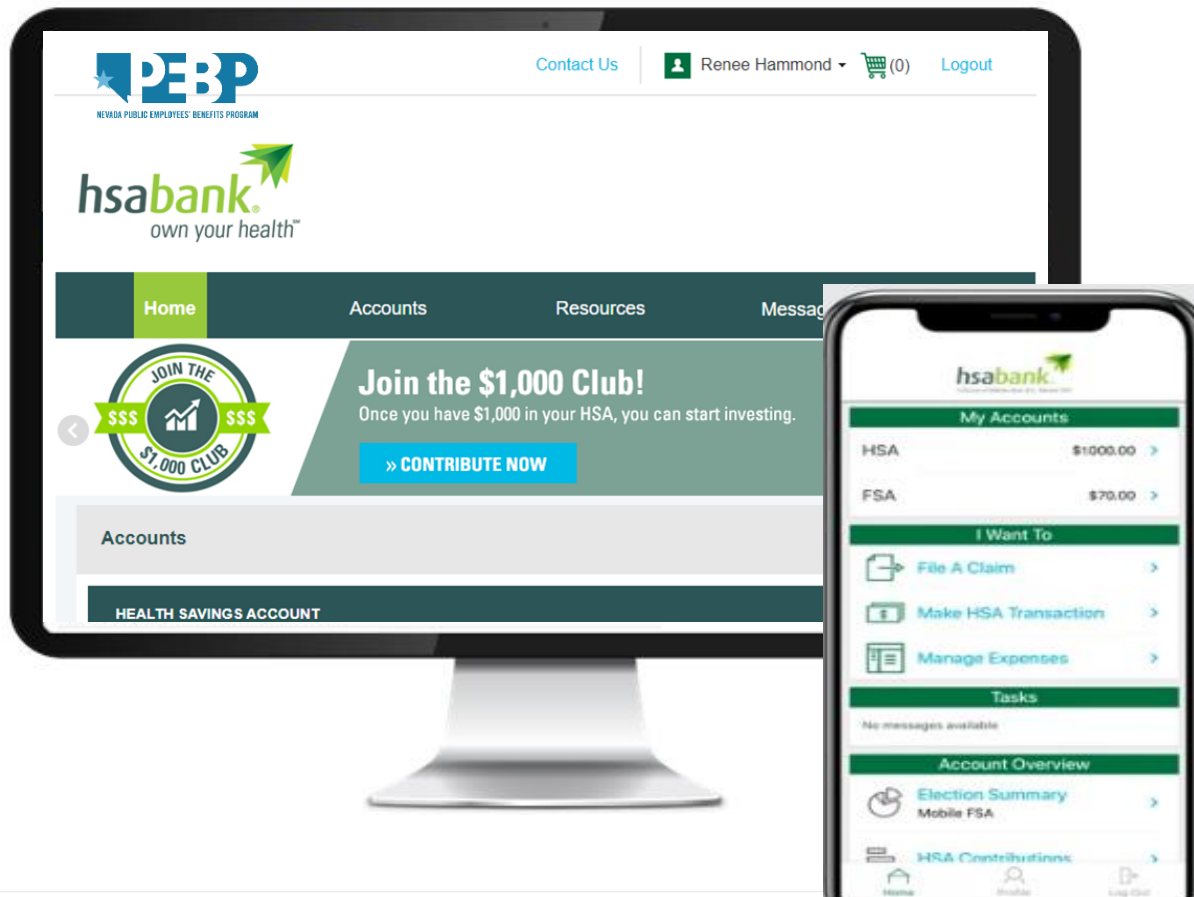 PEBP
NEVADA PUBLIC EMPLOYEES' BENEFITS PROGRAM
Contact Us
Renee Hammond
(0)
Logout
hsabank®
own your health℠
Home
Accounts
Resources
Messag
JOIN THE
$$$ $$$
$1,000 CLUB
Join the $1,000 Club!
Once you have $1,000 in your HSA, you can start investing.
» CONTRIBUTE NOW
Accounts
HEALTH SAVINGS ACCOUNT
hsabank
My Accounts
HSA $1000.00 >
FSA $70.00 >
I Want To
File A Claim >
Make HSA Transaction >
Manage Expenses >
Tasks
No messages available
Account Overview
Election Summary >
Mobile FSA
HSA Contributions >
Home Profile Log Out